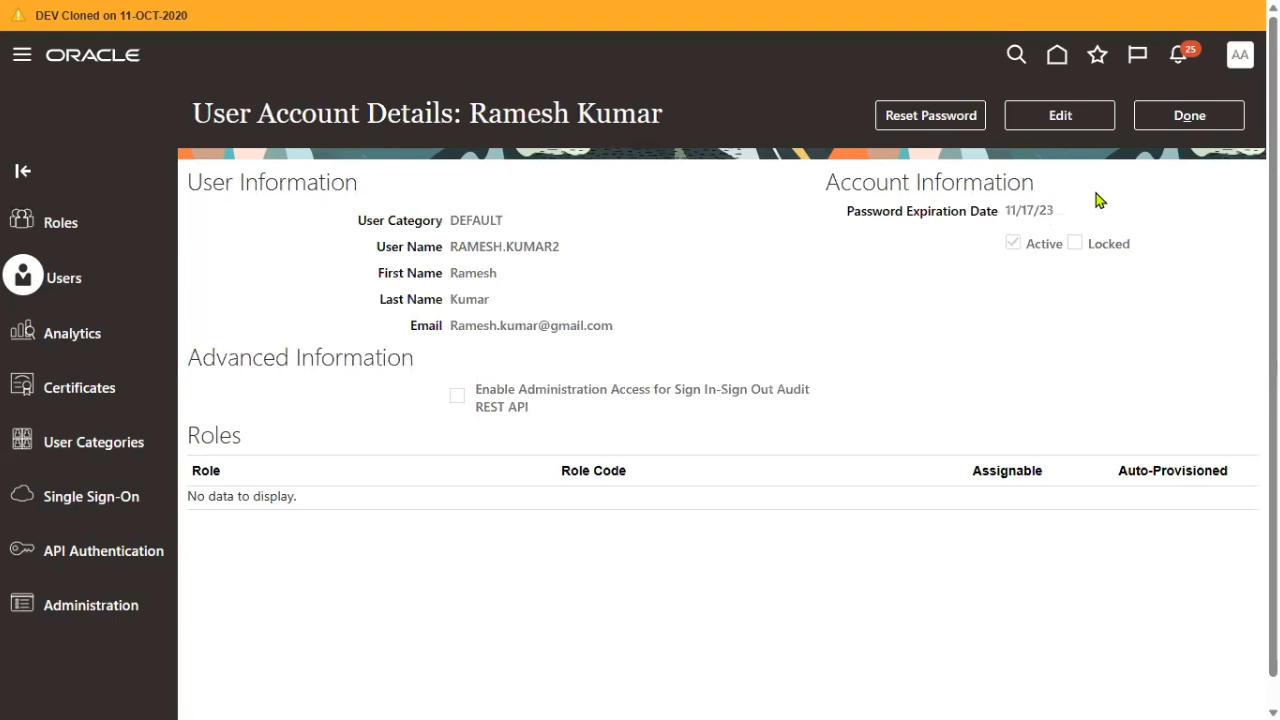 DEV Cloned on 11-OCT-2020
ORACLE
25
AA
User Account Details: Ramesh Kumar
Reset Password
Edit
Done
Roles
Users
Analytics
Certificates
User Categories
Single Sign-On
API Authentication
Administration
User Information
User Category DEFAULT
User Name RAMESH.KUMAR2
First Name Ramesh
Last Name Kumar
Email Ramesh.kumar@gmail.com
Account Information
Password Expiration Date 11/17/23
Active
Locked
Advanced Information
Enable Administration Access for Sign In-Sign Out Audit
REST API
Roles
Role Role Code Assignable Auto-Provisioned
No data to display.